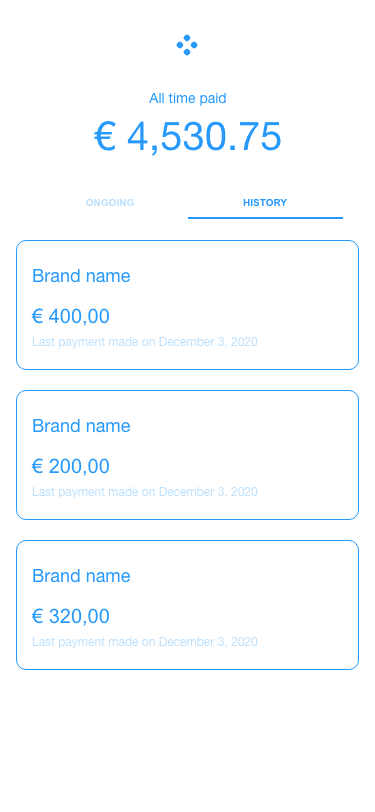 All time paid
€ 4,530.75
ONGOING HISTORY
Brand name
€ 400,00
Last payment made on December 3, 2020
Brand name
€ 200,00
Last payment made on December 3, 2020
Brand name
€ 320,00
Last payment made on December 3, 2020